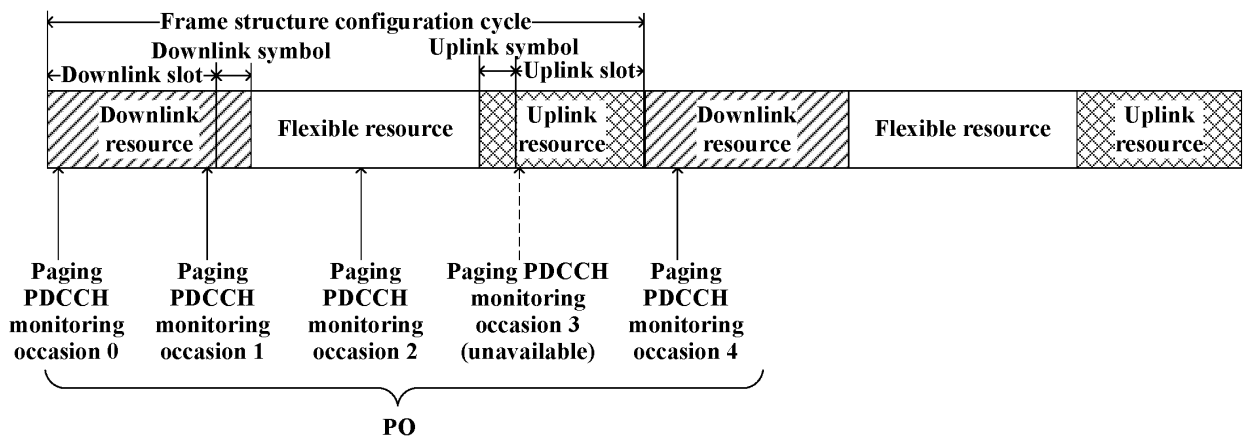 Frame structure configuration cycle
Downlink symbol
Uplink symbol
Downlink slot
Uplink slot
Downlink
resource
Flexible resource
Uplink
resource
Downlink
resource
Flexible resource
Uplink
resource
Paging
PDCCH
monitoring
occasion 0
Paging
PDCCH
monitoring
occasion 1
Paging
PDCCH
monitoring
occasion 2
Paging PDCCH
monitoring
occasion 3
(unavailable)
Paging
PDCCH
monitoring
occasion 4
PO